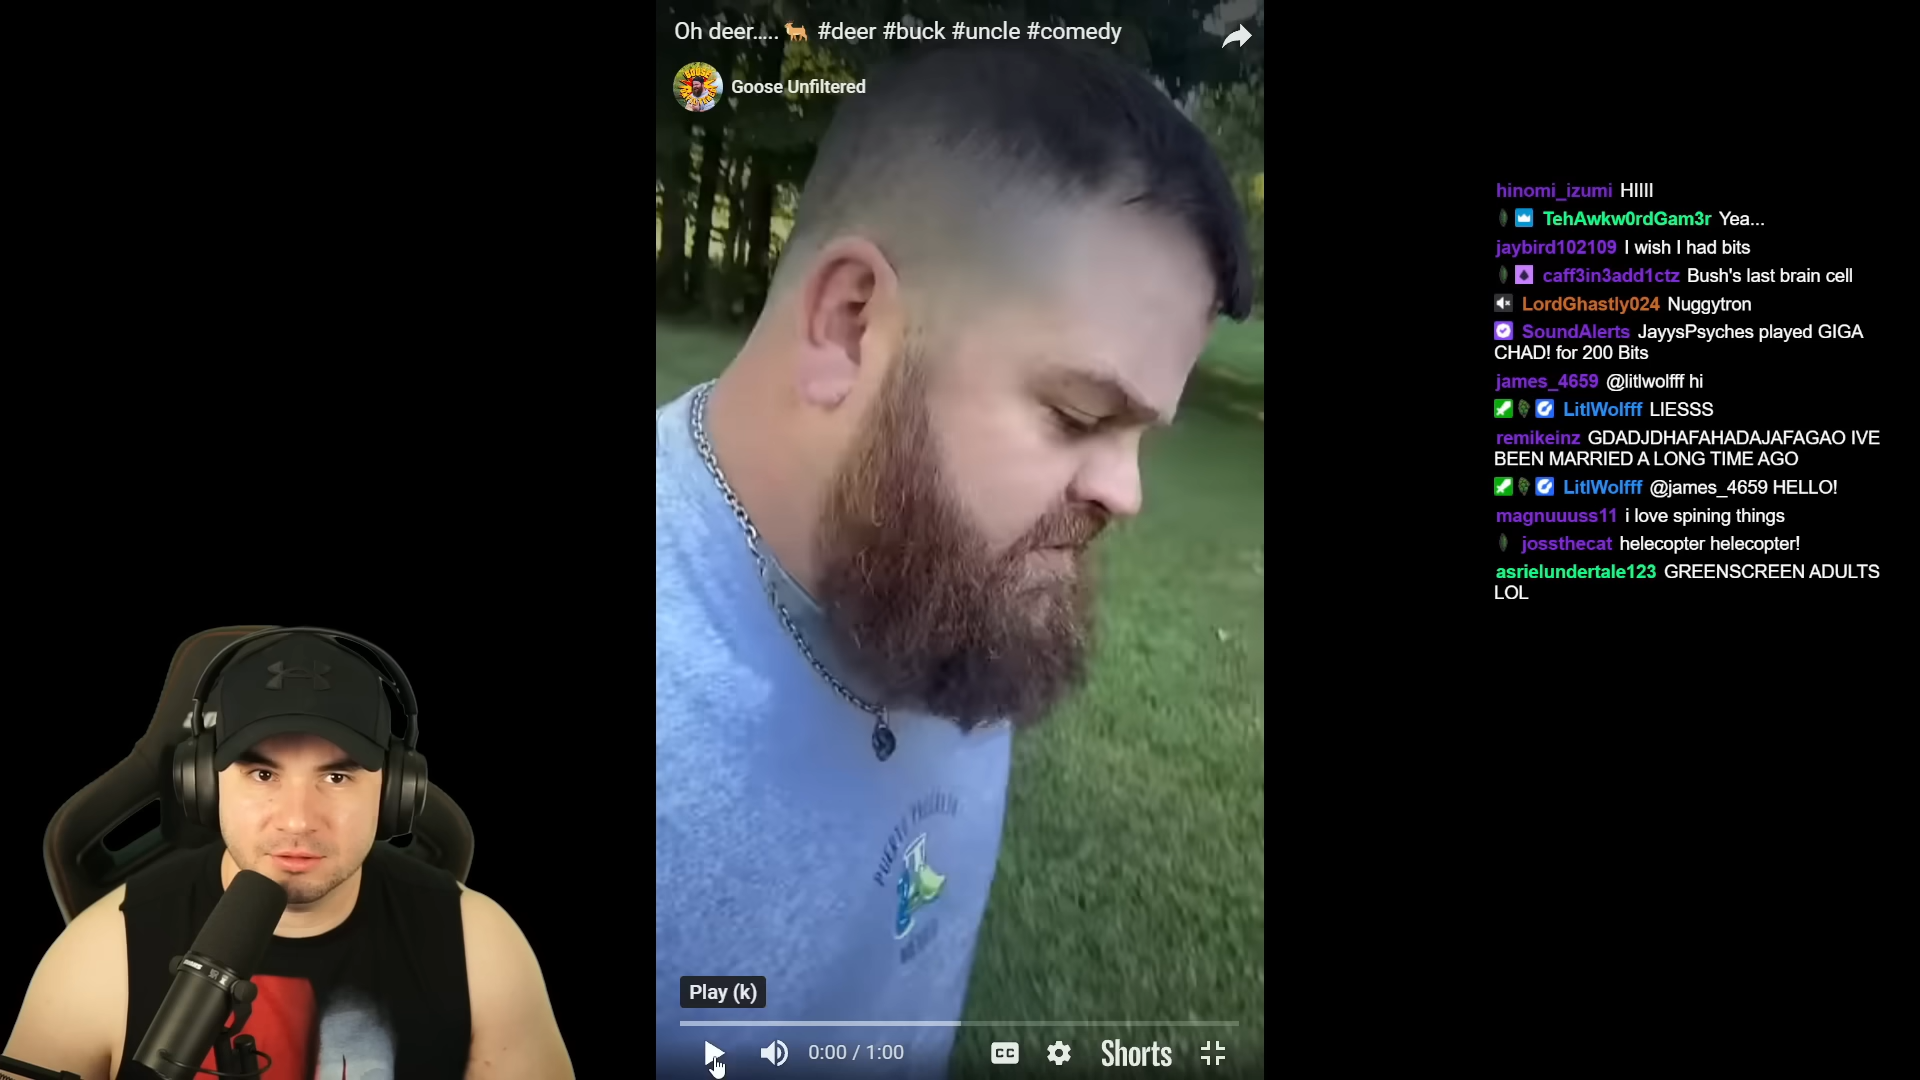 Oh deer..... #deer #buck #uncle #comedy
Goose Unfiltered
hinomi_izumi HIIII
TehAwkw0rdGam3r Yea...
jaybird102109 I wish I had bits
caff3in3add1ctz Bush's last brain cell
LordGhastly024 Nuggytron
SoundAlerts JayysPsyches played GIGA
CHAD! for 200 Bits
james_4659 @litlwolfff hi
LitlWolfff LIESSS
remikeinz GDADJDHAFAHADAJAFAGAO IVE
BEEN MARRIED A LONG TIME AGO
LitlWolfff @james_4659 HELLO!
magnuuuss11 i love spining things
jossthecat helecopter helecopter!
asrielundertale123 GREENSCREEN ADULTS
LOL
Play (k)
0:00 / 1:00
CC
Shorts